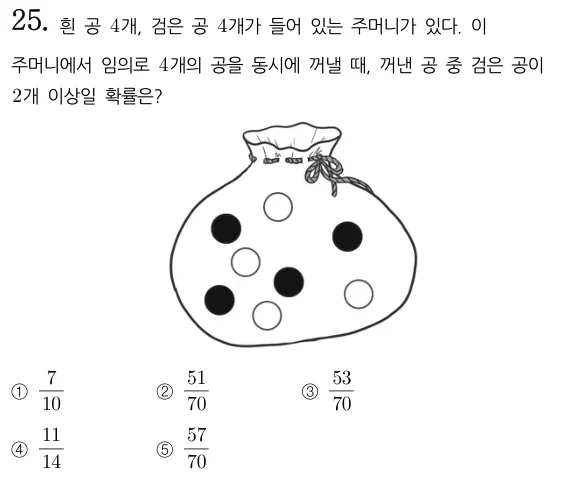 25. 흰 공 4개, 검은 공 4개가 들어 있는 주머니가 있다. 이
주머니에서 임의로 4개의 공을 동시에 꺼낼 때, 꺼낸 공 중 검은 공이
2개 이상일 확률은?
① 7/10 ② 51/70 ③ 53/70
④ 11/14 ⑤ 57/70